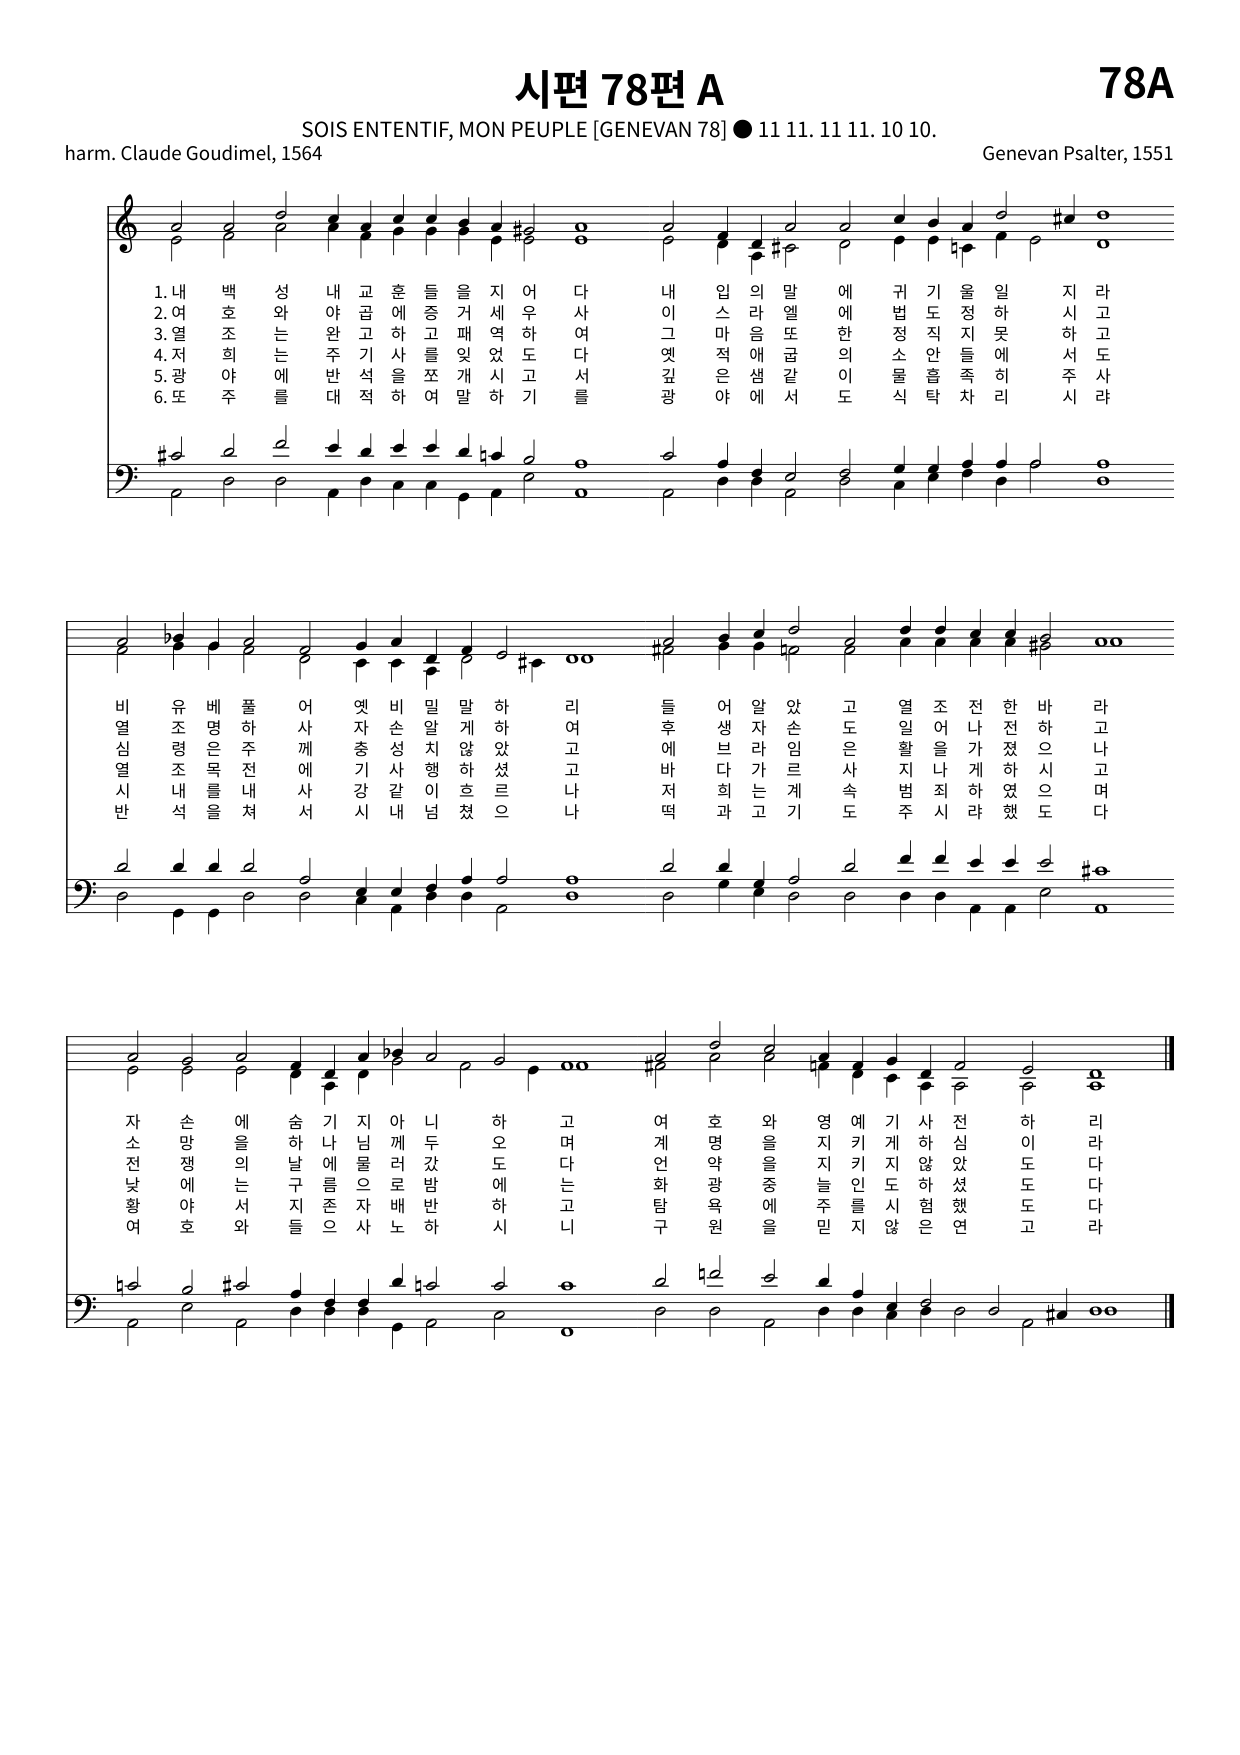 시편 78편 A
78A
SOIS ENTENTIF, MON PEUPLE [GENEVAN 78] ● 11 11. 11 11. 10 10.
harm. Claude Goudimel, 1564
Genevan Psalter, 1551
1. 내 백 성 내 교 훈 들 을 지 어 다 내 입 의 말 에 귀 기 울 일 지 라
2. 여 호 와 야 곱 에 증 거 세 우 사 이 스 라 엘 에 법 도 정 하 시 고
3. 열 조 는 완 고 하 고 패 역 하 여 그 마 음 또 한 정 직 지 못 하 고
4. 저 희 는 주 기 사 를 잊 었 도 다 옛 적 애 굽 의 소 안 들 에 서 도
5. 광 야 에 반 석 을 쪼 개 시 고 서 깊 은 샘 같 이 물 흡 족 히 주 사
6. 또 주 를 대 적 하 여 말 하 기 를 광 야 에 서 도 식 탁 차 리 시 랴
비 유 베 풀 어 옛 비 밀 말 하 리 들 어 알 았 고 열 조 전 한 바 라
열 조 명 하 사 자 손 알 게 하 여 후 생 자 손 도 일 어 나 전 하 고
심 령 은 주 께 충 성 치 않 았 고 에 브 라 임 은 활 을 가 졌 으 나
열 조 목 전 에 기 사 행 하 셨 고 바 다 가 르 사 지 나 게 하 시 고
시 내 를 내 사 강 같 이 흐 르 나 저 희 는 계 속 범 죄 하 였 으 며
반 석 을 쳐 서 시 내 넘 쳤 으 나 떡 과 고 기 도 주 시 랴 했 도 다
자 손 에 숨 기 지 아 니 하 고 여 호 와 영 예 기 사 전 하 리
소 망 을 하 나 님 께 두 오 며 계 명 을 지 키 게 하 심 이 라
전 쟁 의 날 에 물 러 갔 도 다 언 약 을 지 키 지 않 았 도 다
낮 에 는 구 름 으 로 밤 에 는 화 광 중 늘 인 도 하 셨 도 다
황 야 서 지 존 자 배 반 하 고 탐 욕 에 주 를 시 험 했 도 다
여 호 와 들 으 사 노 하 시 니 구 원 을 믿 지 않 은 연 고 라